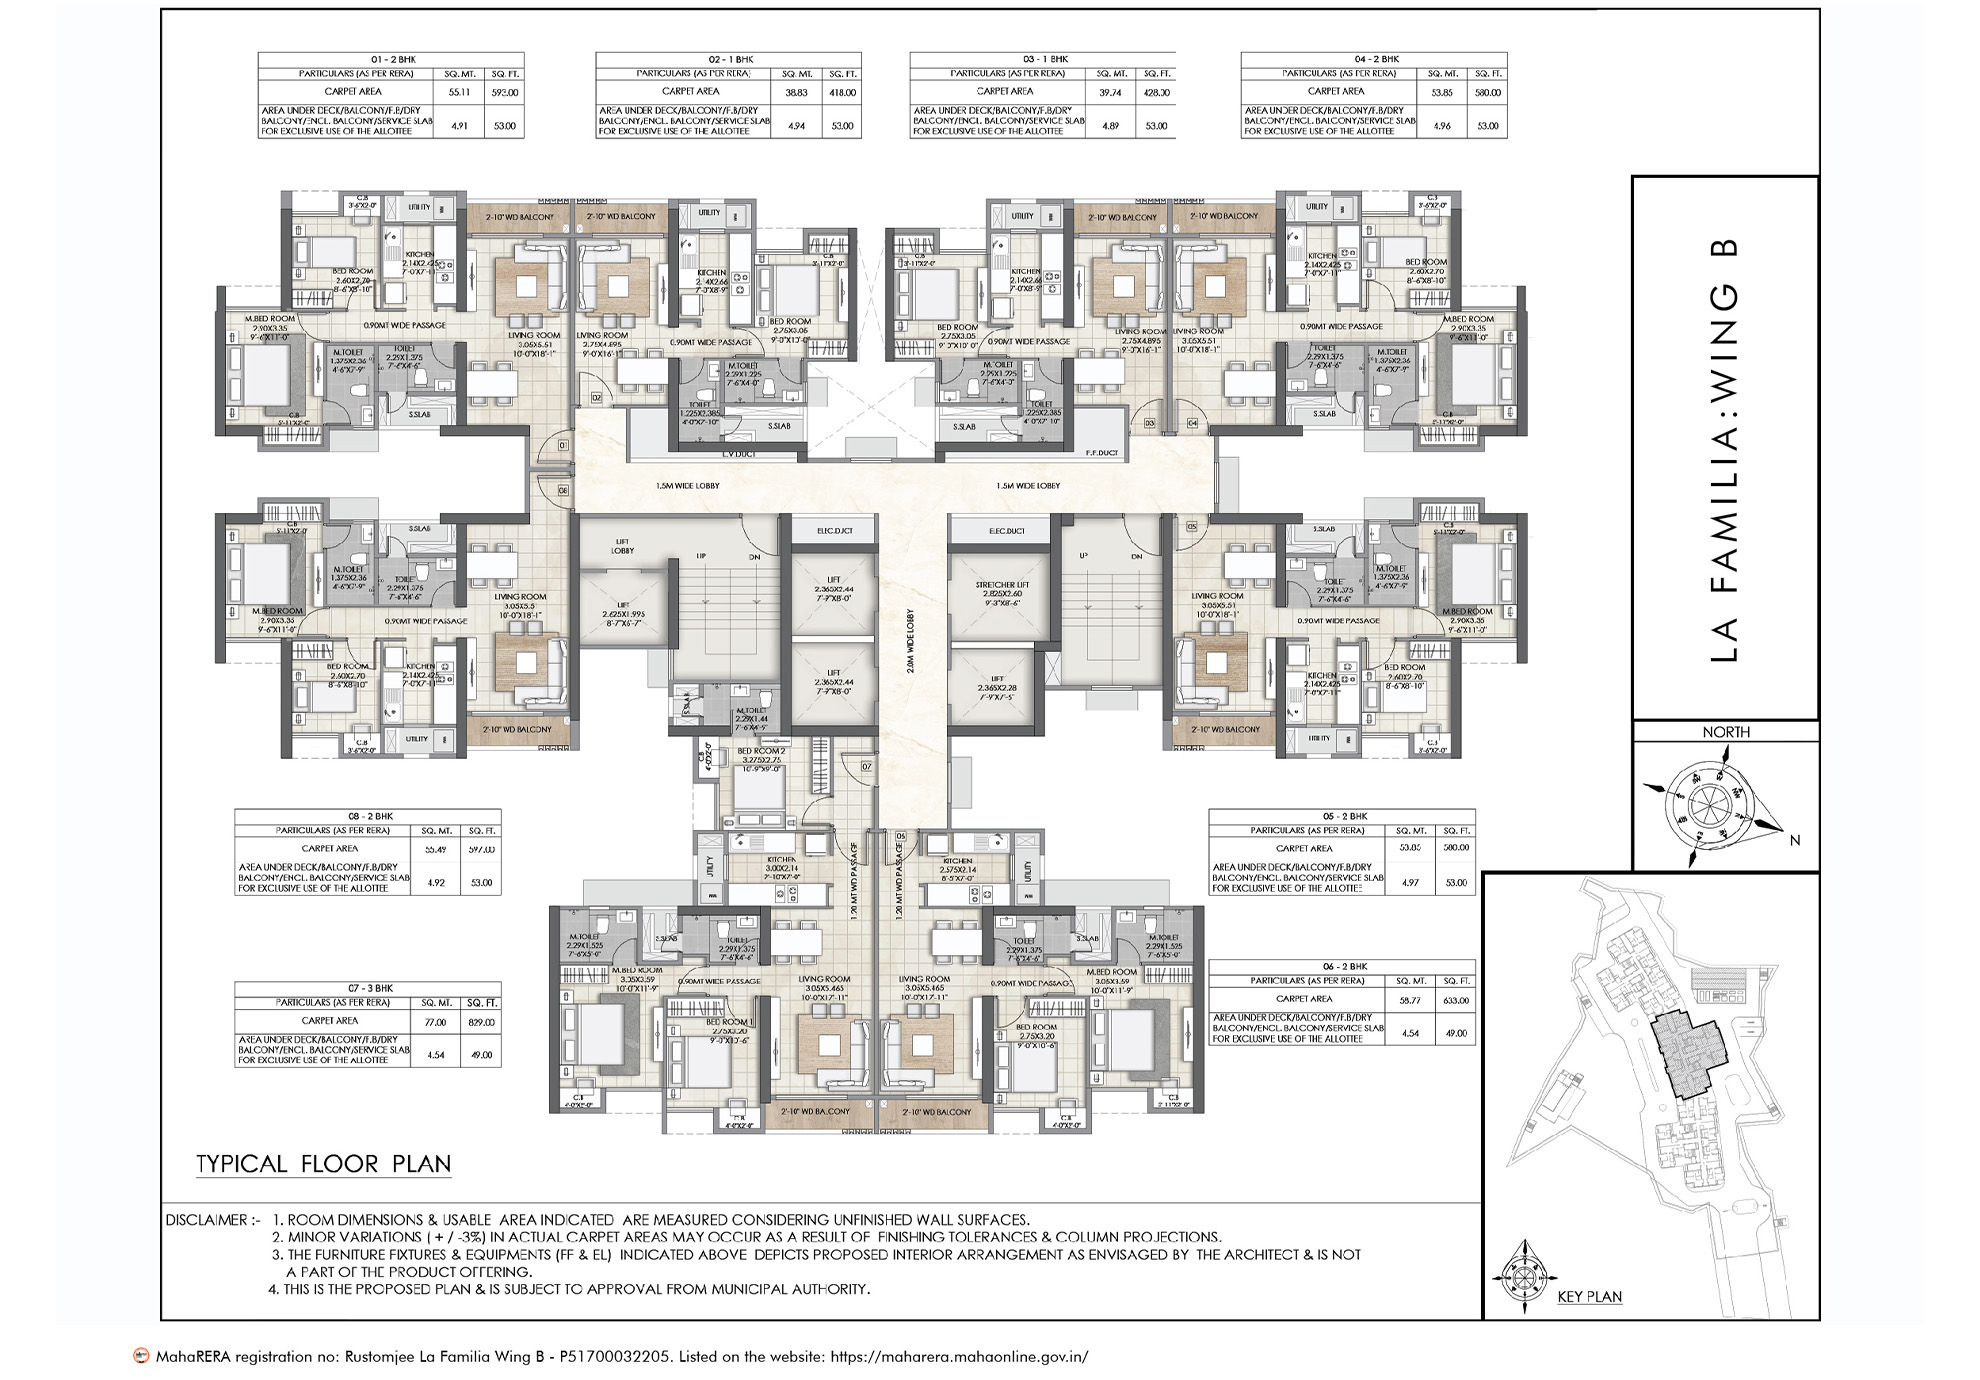 01 - 2 BHK
PARTICULARS (AS PER RERA) SQ. MT. SQ. FT.
CARPET AREA 55.11 593.00
AREA UNDER DECK/BALCONY/F.B/DRY
BALCONY/ENCL. BALCONY/SERVICE SLAB
FOR EXCLUSIVE USE OF THE ALLOTTEE 4.91 53.00
02 - 1 BHK
PARTICULARS (AS PER RERA) SQ. MT. SQ. FT.
CARPET AREA 38.83 418.00
AREA UNDER DECK/BALCONY/F.B/DRY
BALCONY/ENCL. BALCONY/SERVICE SLAB
FOR EXCLUSIVE USE OF THE ALLOTTEE 4.94 53.00
03 - 1 BHK
PARTICULARS (AS PER RERA) SQ. MT. SQ. FT.
CARPET AREA 39.74 428.00
AREA UNDER DECK/BALCONY/F.B/DRY
BALCONY/ENCL. BALCONY/SERVICE SLAB
FOR EXCLUSIVE USE OF THE ALLOTTEE 4.89 53.00
04 - 2 BHK
PARTICULARS (AS PER RERA) SQ. MT. SQ. FT.
CARPET AREA 53.85 580.00
AREA UNDER DECK/BALCONY/F.B/DRY
BALCONY/ENCL. BALCONY/SERVICE SLAB
FOR EXCLUSIVE USE OF THE ALLOTTEE 4.96 53.00
C.B
3'-6"X2'-0"
UTILITY
2'-10" WD BALCONY
BED ROOM
2.60X2.70
8'-6"X8'-10"
KITCHEN
2.14X2.425
7'-0"X7'-11"
M.BED ROOM
2.90X3.35
9'-6"X11'-0"
0.90MT WIDE PASSAGE
LIVING ROOM
3.05X5.51
10'-0"X18'-1"
M.TOILET
1.375X2.36
4'-6"X7'-9"
TOILET
2.29X1.375
7'-6"X4'-6"
S.SLAB
C.B
5'-11"X2'-0"
01
2'-10" WD BALCONY
UTILITY
KITCHEN
2.14X2.66
7'-0"X8'-9"
C.B
3'-11"X2'-0"
LIVING ROOM
2.75X4.895
9'-0"X16'-1"
BED ROOM
2.75X3.05
9'-0"X10'-0"
0.90MT WIDE PASSAGE
M.TOILET
2.29X1.225
7'-6"X4'-0"
TOILET
1.225X2.385
4'-0"X7'-10"
S.SLAB
02
L.V.DUCT
UTILITY
2'-10" WD BALCONY
C.B
3'-11"X2'-0"
KITCHEN
2.14X2.66
7'-0"X8'-9"
BED ROOM
2.75X3.05
9'-0"X10'-0"
0.90MT WIDE PASSAGE
LIVING ROOM
2.75X4.895
9'-0"X16'-1"
M.TOILET
2.29X1.225
7'-6"X4'-0"
TOILET
1.225X2.385
4'-0"X7'-10"
S.SLAB
03
F.F.DUCT
2'-10" WD BALCONY
UTILITY
C.B
3'-6"X2'-0"
KITCHEN
2.14X2.425
7'-0"X7'-11"
BED ROOM
2.60X2.70
8'-6"X8'-10"
LIVING ROOM
3.05X5.51
10'-0"X18'-1"
0.90MT WIDE PASSAGE
M.BED ROOM
2.90X3.35
9'-6"X11'-0"
TOILET
2.29X1.375
7'-6"X4'-6"
M.TOILET
1.375X2.36
4'-6"X7'-9"
S.SLAB
C.B
5'-11"X2'-0"
04
1.5M WIDE LOBBY
1.5M WIDE LOBBY
08
C.B
5'-11"X2'-0"
S.SLAB
M.TOILET
1.375X2.36
4'-6"X7'-9"
TOILET
2.29X1.375
7'-6"X4'-6"
M.BED ROOM
2.90X3.35
9'-6"X11'-0"
0.90MT WIDE PASSAGE
LIVING ROOM
3.05X5.5
10'-0"X18'-1"
BED ROOM
2.60X2.70
8'-6"X8'-10"
KITCHEN
2.14X2.425
7'-0"X7'-11"
C.B
3'-6"X2'-0"
UTILITY
2'-10" WD BALCONY
LIFT
LOBBY
UP
DN
LIFT
2.625X1.995
8'-7"X6'-7"
ELEC.DUCT
LIFT
2.365X2.44
7'-9"X8'-0"
LIFT
2.365X2.44
7'-9"X8'-0"
2.0M WIDE LOBBY
ELEC.DUCT
STRETCHER LIFT
2.825X2.60
9'-3"X8'-6"
LIFT
2.365X2.28
7'-9"X7'-5"
UP
DN
05
S.SLAB
C.B
5'-11"X2'-0"
TOILET
2.29X1.375
7'-6"X4'-6"
M.TOILET
1.375X2.36
4'-6"X7'-9"
LIVING ROOM
3.05X5.51
10'-0"X18'-1"
M.BED ROOM
2.90X3.35
9'-6"X11'-0"
0.90MT WIDE PASSAGE
KITCHEN
2.14X2.425
7'-0"X7'-11"
BED ROOM
2.60X2.70
8'-6"X8'-10"
2'-10" WD BALCONY
UTILITY
C.B
3'-6"X2'-0"
S.SLAB
M.TOILET
2.29X1.44
7'-6"X4'-9"
C.B
4'-0"X2'-0"
BED ROOM 2
3.275X2.75
10'-9"X9'-0"
07
UTILITY
KITCHEN
3.00X2.14
9'-10"X7'-0"
1.20 MT WD PASSAGE
M.TOILET
2.29X1.525
7'-6"X5'-0"
S.SLAB
TOILET
2.29X1.375
7'-6"X4'-6"
M.BED ROOM
3.05X3.59
10'-0"X11'-9"
0.90MT WIDE PASSAGE
LIVING ROOM
3.05X5.465
10'-0"X17'-11"
BED ROOM 1
2.75X3.20
9'-0"X10'-6"
C.B
4'-0"X2'-0"
C.B
4'-0"X2'-0"
2'-10" WD BALCONY
06
KITCHEN
2.575X2.14
8'-5"X7'-0"
UTILITY
1.20 MT WD PASSAGE
TOILET
2.29X1.375
7'-6"X4'-6"
S.SLAB
M.TOILET
2.29X1.525
7'-6"X5'-0"
LIVING ROOM
3.05X5.465
10'-0"X17'-11"
0.90MT WIDE PASSAGE
M.BED ROOM
3.05X3.59
10'-0"X11'-9"
BED ROOM
2.75X3.20
9'-0"X10'-6"
2'-10" WD BALCONY
C.B
4'-0"X2'-0"
C.B
3'-11"X2'-0"
08 - 2 BHK
PARTICULARS (AS PER RERA) SQ. MT. SQ. FT.
CARPET AREA 55.49 597.00
AREA UNDER DECK/BALCONY/F.B/DRY
BALCONY/ENCL. BALCONY/SERVICE SLAB
FOR EXCLUSIVE USE OF THE ALLOTTEE 4.92 53.00
07 - 3 BHK
PARTICULARS (AS PER RERA) SQ. MT. SQ. FT.
CARPET AREA 77.00 829.00
AREA UNDER DECK/BALCONY/F.B/DRY
BALCONY/ENCL. BALCONY/SERVICE SLAB
FOR EXCLUSIVE USE OF THE ALLOTTEE 4.54 49.00
05 - 2 BHK
PARTICULARS (AS PER RERA) SQ. MT. SQ. FT.
CARPET AREA 53.85 580.00
AREA UNDER DECK/BALCONY/F.B/DRY
BALCONY/ENCL. BALCONY/SERVICE SLAB
FOR EXCLUSIVE USE OF THE ALLOTTEE 4.97 53.00
06 - 2 BHK
PARTICULARS (AS PER RERA) SQ. MT. SQ. FT.
CARPET AREA 58.77 633.00
AREA UNDER DECK/BALCONY/F.B/DRY
BALCONY/ENCL. BALCONY/SERVICE SLAB
FOR EXCLUSIVE USE OF THE ALLOTTEE 4.54 49.00
LA FAMILIA:WING B
NORTH
N
KEY PLAN
TYPICAL FLOOR PLAN
DISCLAIMER :- 1. ROOM DIMENSIONS & USABLE AREA INDICATED ARE MEASURED CONSIDERING UNFINISHED WALL SURFACES.
2. MINOR VARIATIONS ( + / -3%) IN ACTUAL CARPET AREAS MAY OCCUR AS A RESULT OF FINISHING TOLERANCES & COLUMN PROJECTIONS.
3. THE FURNITURE FIXTURES & EQUIPMENTS (FF & EL) INDICATED ABOVE DEPICTS PROPOSED INTERIOR ARRANGEMENT AS ENVISAGED BY THE ARCHITECT & IS NOT
A PART OF THE PRODUCT OFFERING.
4. THIS IS THE PROPOSED PLAN & IS SUBJECT TO APPROVAL FROM MUNICIPAL AUTHORITY.
MahaRERA registration no: Rustomjee La Familia Wing B - P51700032205. Listed on the website: https://maharera.mahaonline.gov.in/